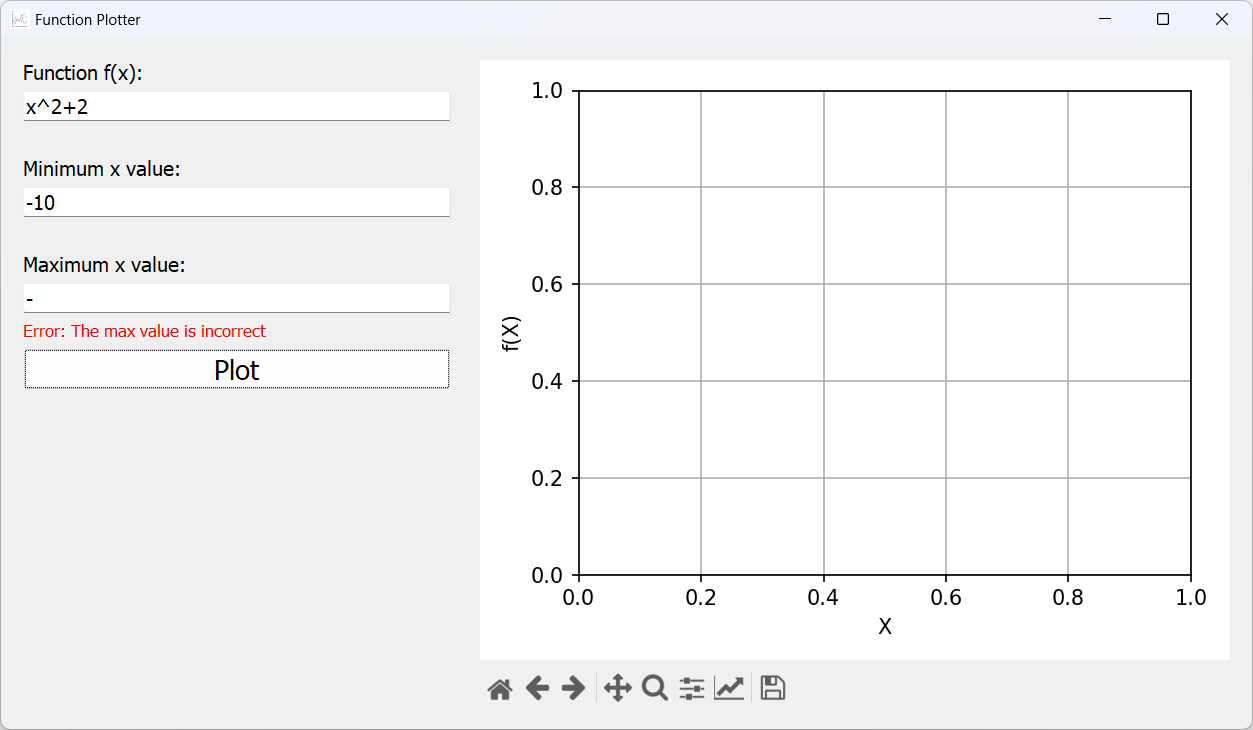 Function Plotter
Function f(x):
x^2+2
Minimum x value:
-10
Maximum x value:
-
Error: The max value is incorrect
Plot
1.0
0.8
0.6
0.4
0.2
0.0
f(X)
0.0 0.2 0.4 0.6 0.8 1.0
X